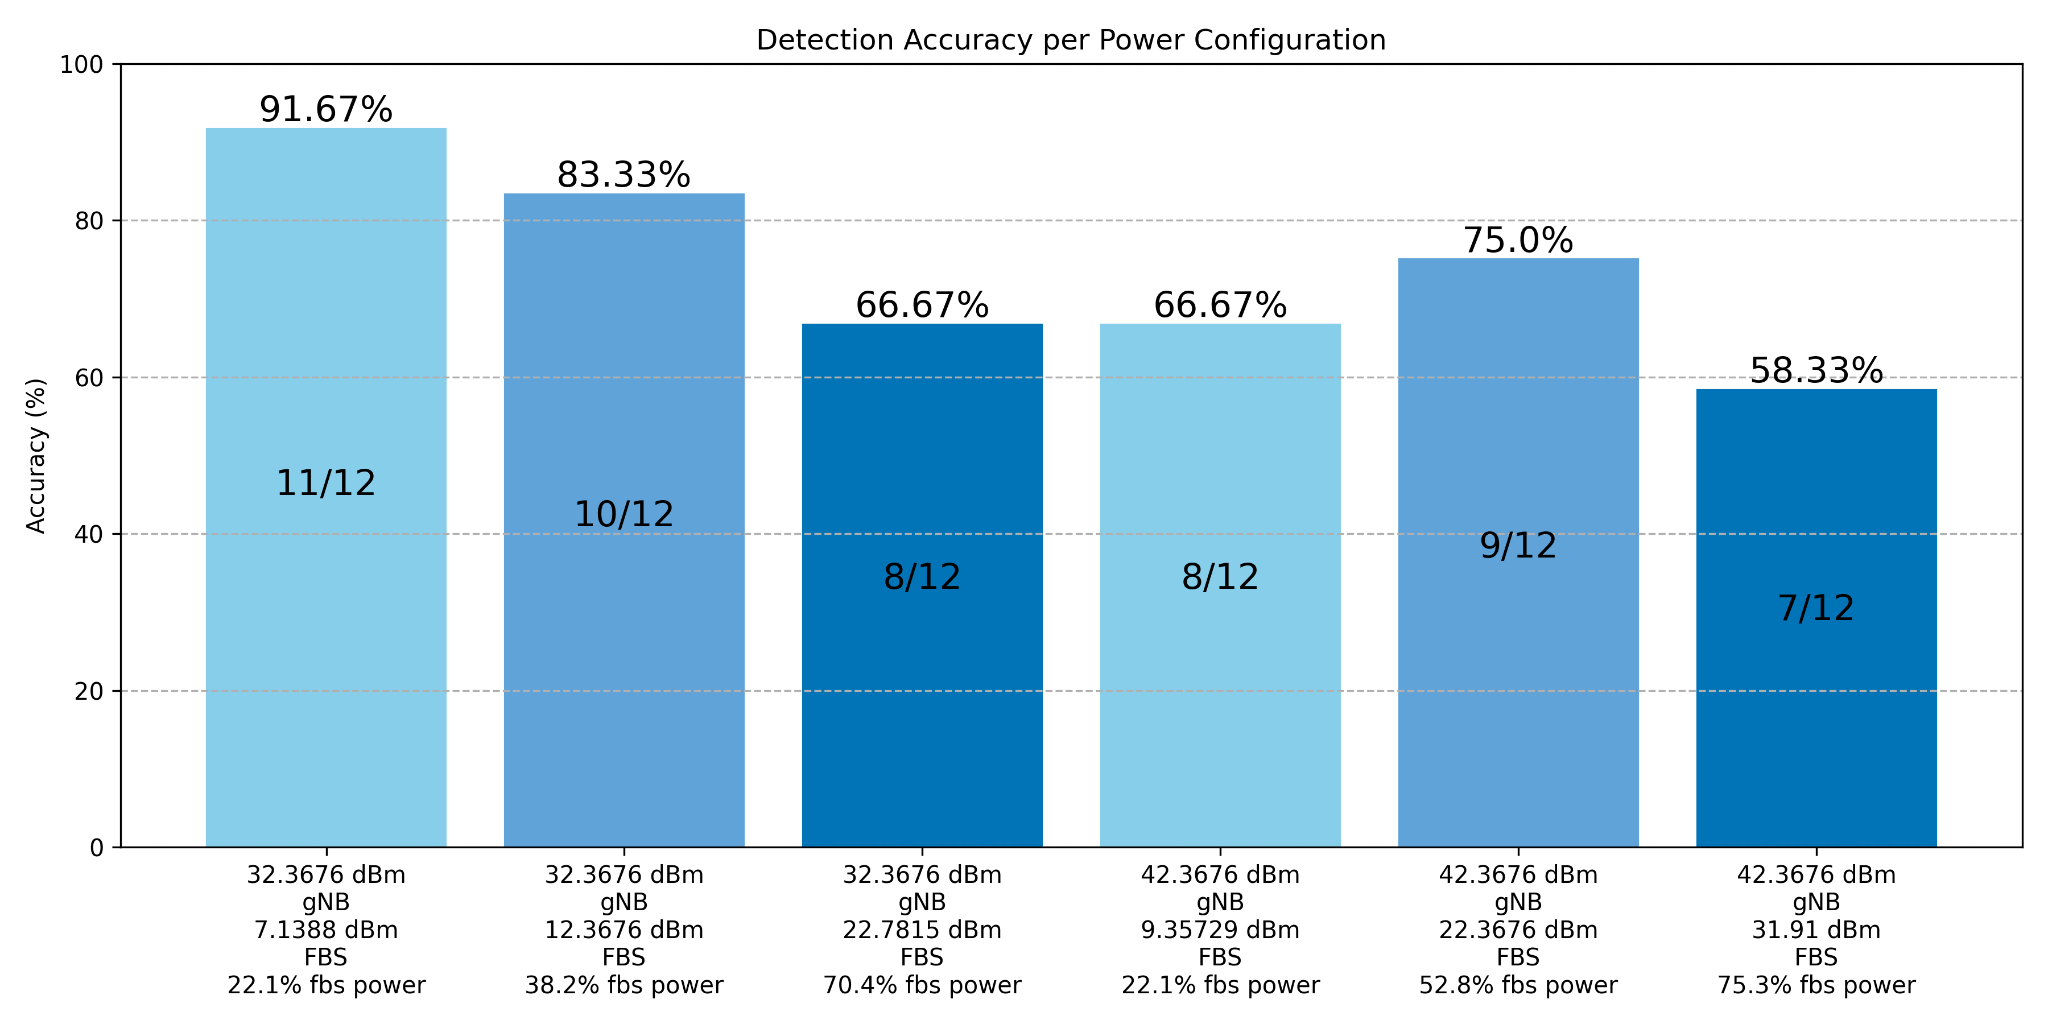 Detection Accuracy per Power Configuration
Accuracy (%)
100
80
60
40
20
0
91.67%
83.33%
66.67%
66.67%
75.0%
58.33%
11/12
10/12
8/12
8/12
9/12
7/12
32.3676 dBm
gNB
7.1388 dBm
FBS
22.1% fbs power
32.3676 dBm
gNB
12.3676 dBm
FBS
38.2% fbs power
32.3676 dBm
gNB
22.7815 dBm
FBS
70.4% fbs power
42.3676 dBm
gNB
9.35729 dBm
FBS
22.1% fbs power
42.3676 dBm
gNB
22.3676 dBm
FBS
52.8% fbs power
42.3676 dBm
gNB
31.91 dBm
FBS
75.3% fbs power